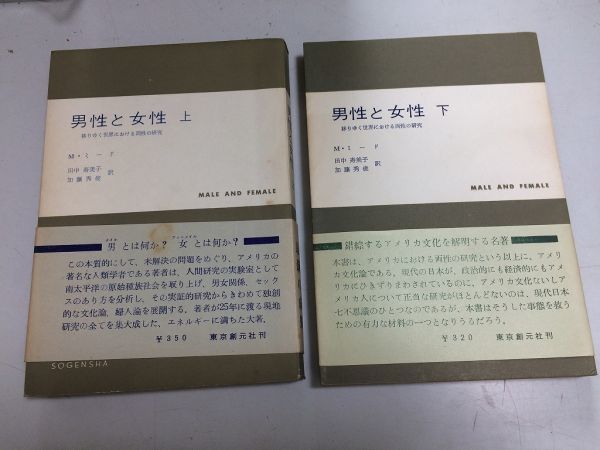 男性と女性 上
移りゆく世界における両性の研究
M・ミード
田中 寿美子
加藤 秀俊 訳
MALE AND FEMALE
男とは何か? 女とは何か?
この本質的にして、未解決の問題をめぐり、アメリカの
著名な人類学者である著者は、人間研究の実験室として
南太平洋の原始種族社会を取り上げ、男女関係、セック
スのあり方を分析し、その実証的研究からきわめて独創
的な文化論、婦人論を展開する。著者が25年に渡る現地
研究の全てを集大成した、エネルギーに満ちた大著。
¥350 東京創元社刊
SOGENSHA
男性と女性 下
移りゆく世界における両性の研究
M・ミード
田中 寿美子
加藤 秀俊 訳
MALE AND FEMALE
錯綜するアメリカ文化を解明する名著
本書は、アメリカにおける両性の研究という以上に、アメリ
カ文化論である。現代の日本が、政治的にも経済的にもアメ
リカにひきずりまわされているのに、アメリカ文化ないしア
メリカ人について正当な研究がほとんどないのは、現代日本
七不思議のひとつなのであるが、本書はそうした事態を救う
ための有力な材料の一つとなりうるだろう。
¥320 東京創元社刊